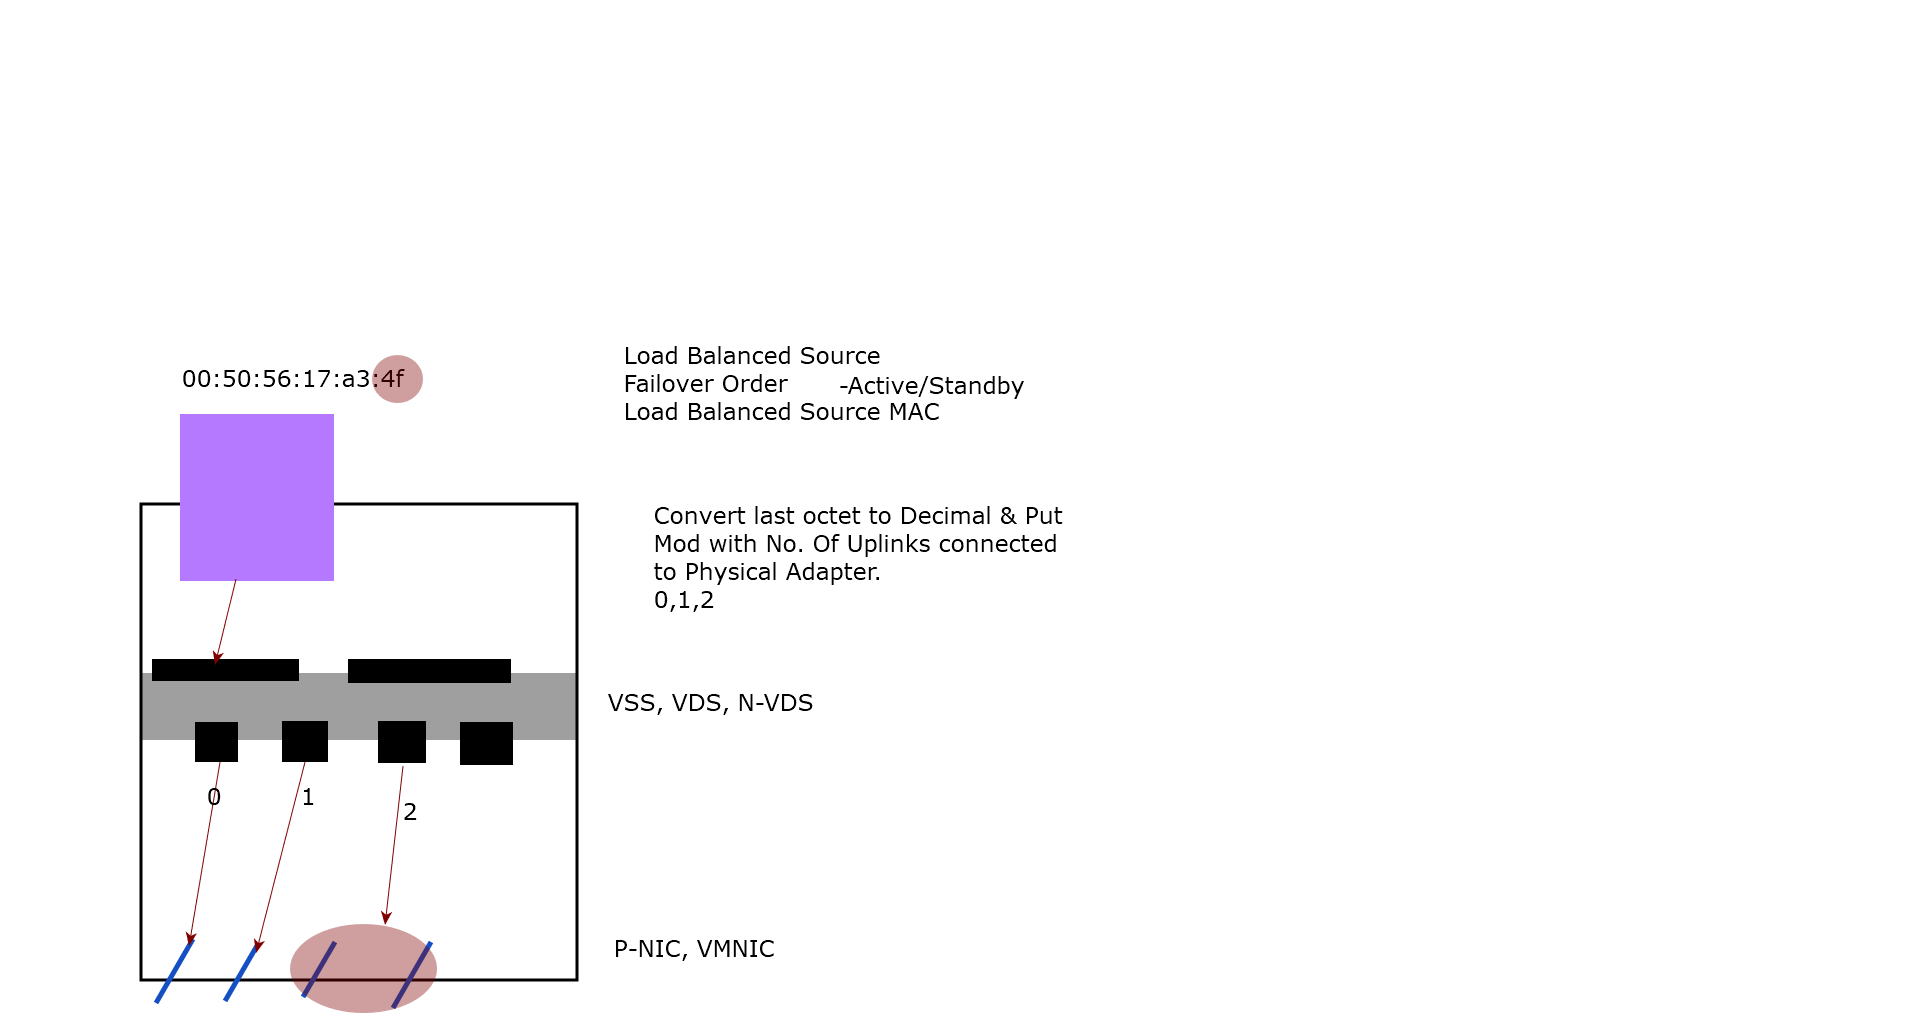 Load Balanced Source
00:50:56:17:a3:4f
Failover Order -Active/Standby
Load Balanced Source MAC
Convert last octet to Decimal & Put
Mod with No. Of Uplinks connected
to Physical Adapter.
0,1,2
VSS, VDS, N-VDS
0
1
2
P-NIC, VMNIC